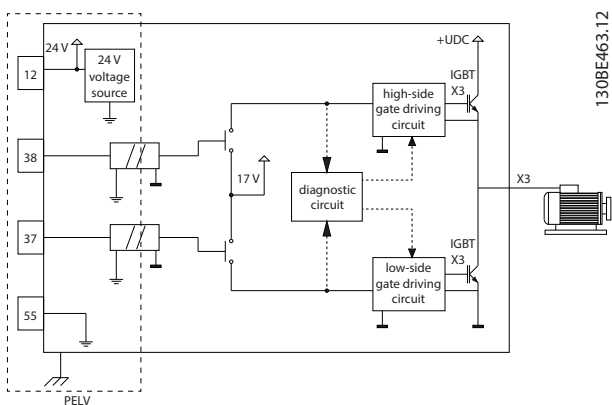 130BE463.12
+UDC
24 V
12
24 V
voltage
source
IGBT
X3
high-side
gate driving
circuit
38
17 V
diagnostic
circuit
X3
37
IGBT
X3
low-side
gate driving
circuit
55
PELV